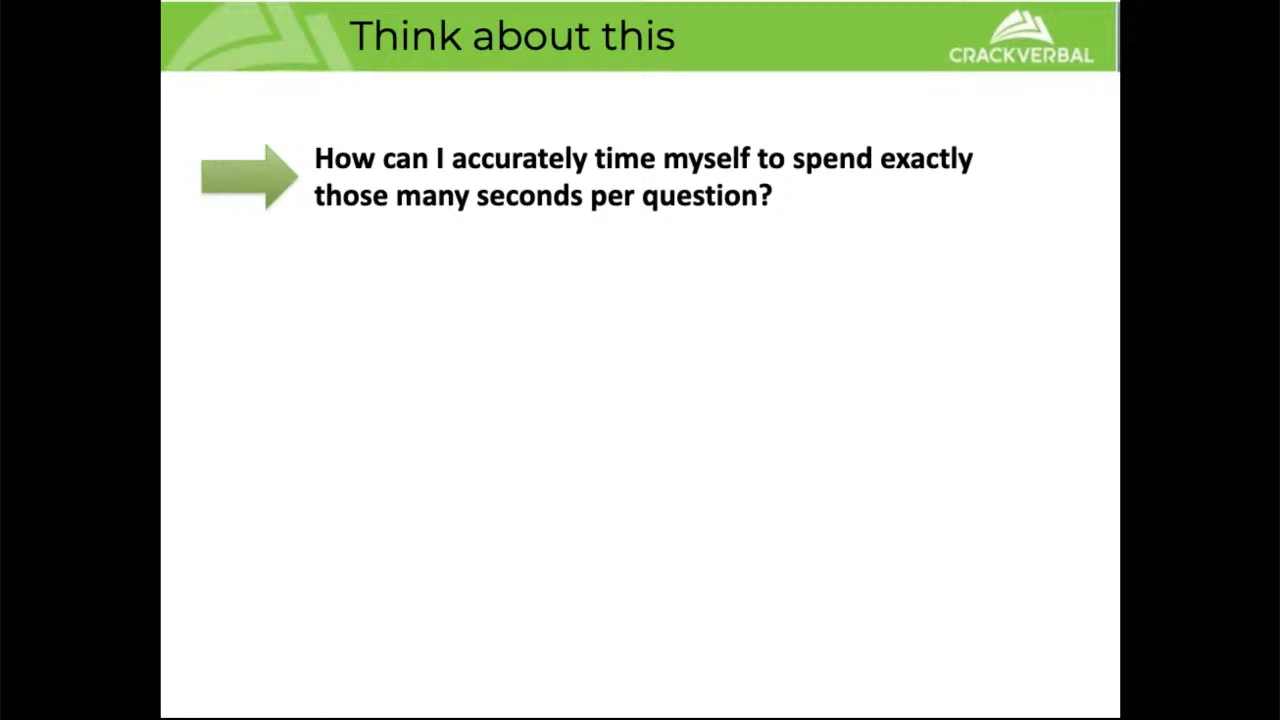 Think about this
CRACKVERBAL
How can I accurately time myself to spend exactly
those many seconds per question?